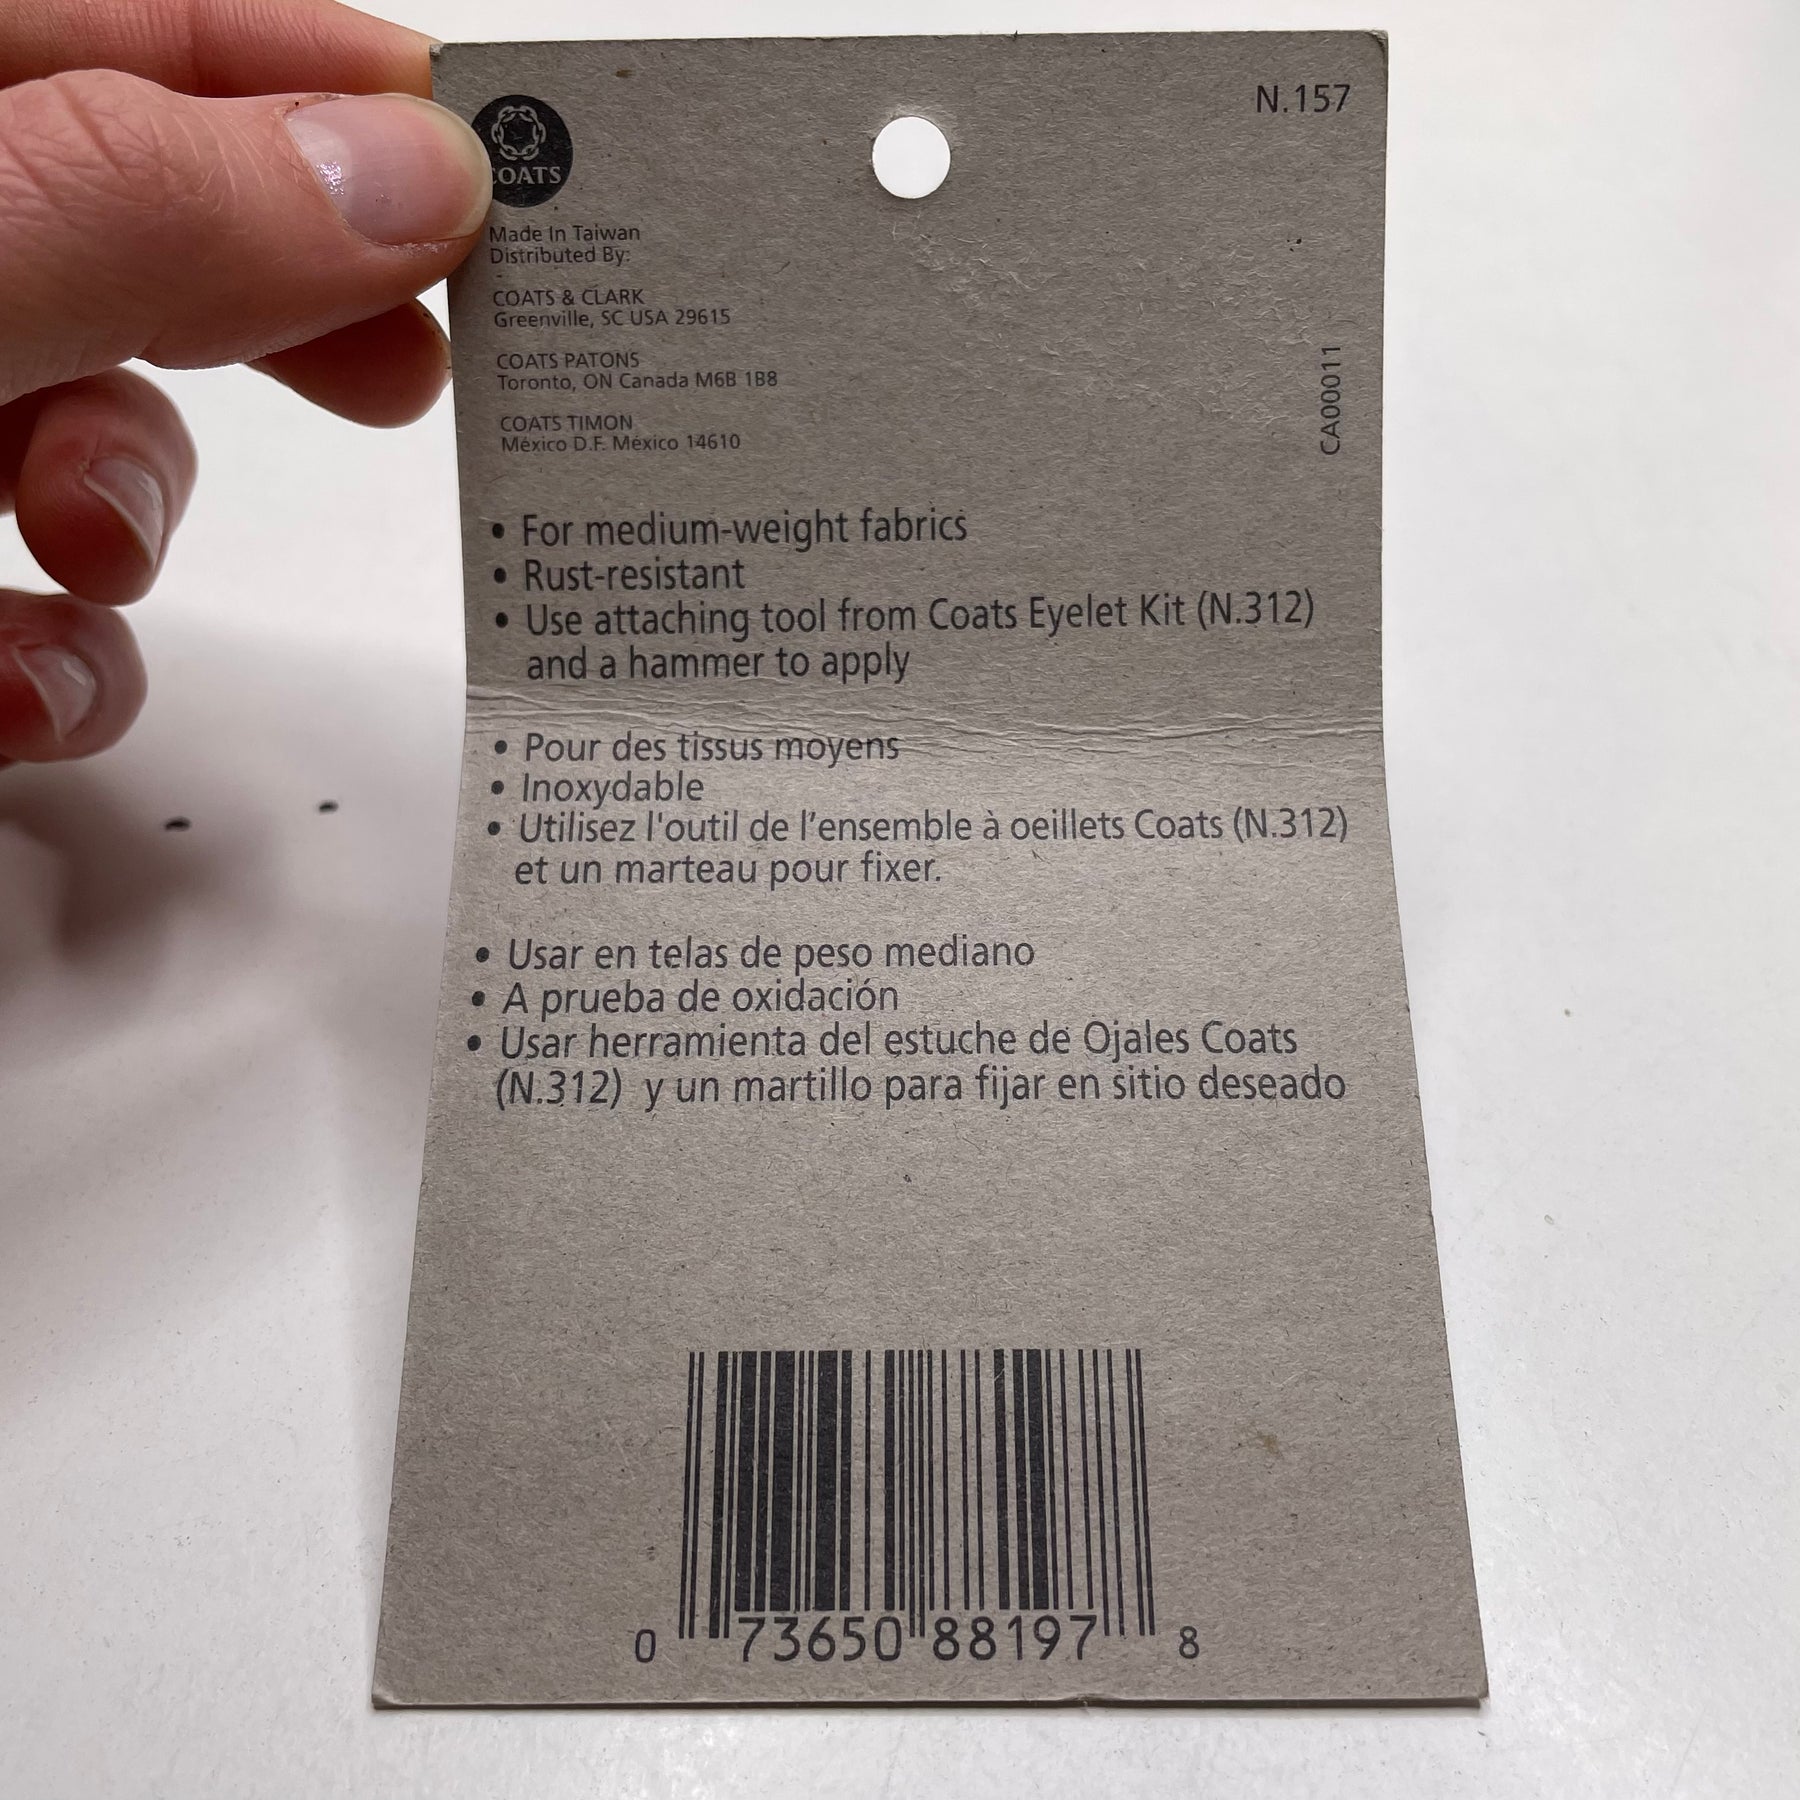 N.157
COATS
Made In Taiwan
Distributed By:
COATS & CLARK
Greenville, SC USA 29615
COATS PATONS
Toronto, ON Canada M6B 1B8
COATS TIMON
México D.F. México 14610
CA00011
• For medium-weight fabrics
• Rust-resistant
• Use attaching tool from Coats Eyelet Kit (N.312)
and a hammer to apply
• Pour des tissus moyens
• Inoxydable
• Utilisez l'outil de l'ensemble à oeillets Coats (N.312)
et un marteau pour fixer.
• Usar en telas de peso mediano
• A prueba de oxidación
• Usar herramienta del estuche de Ojales Coats
(N.312) y un martillo para fijar en sitio deseado
0 73650 88197 8